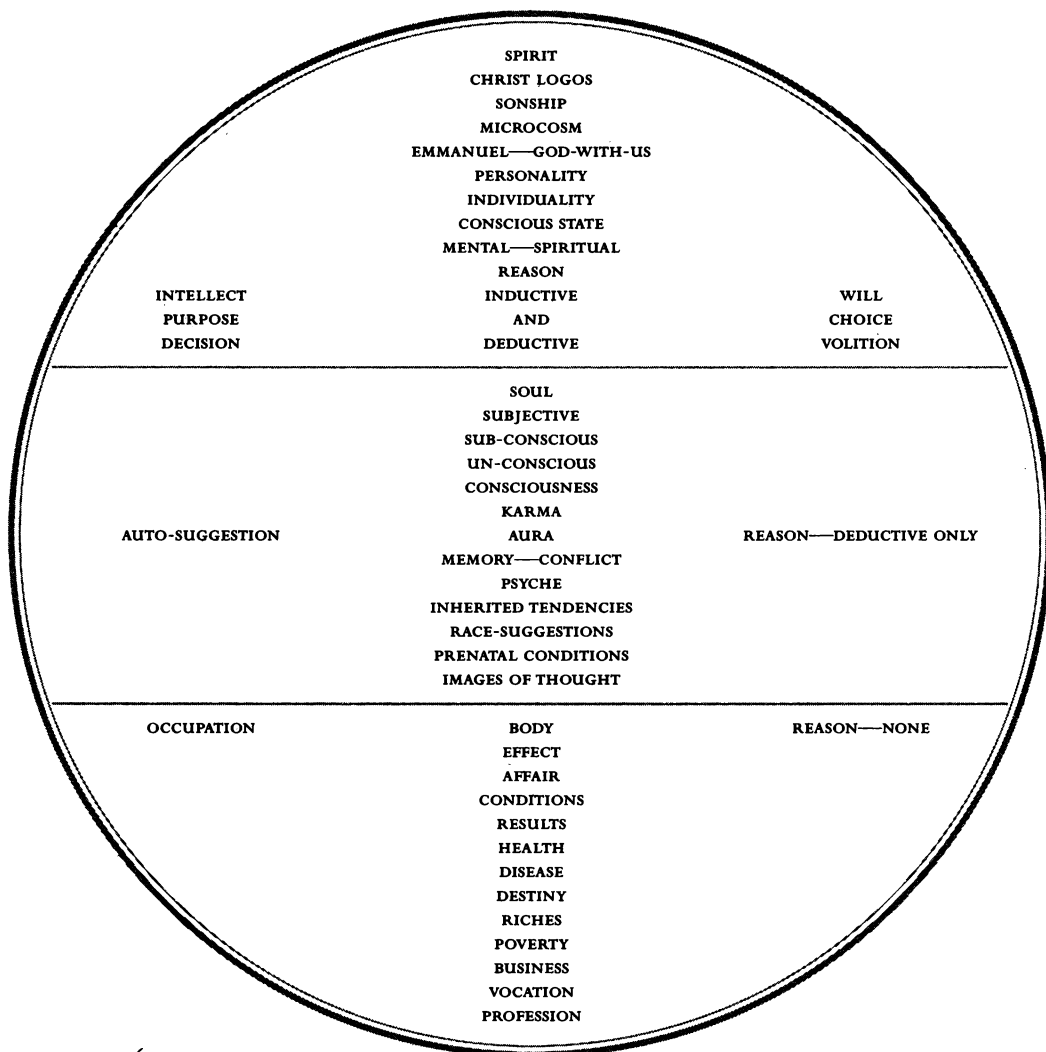 SPIRIT
CHRIST LOGOS
SONSHIP
MICROCOSM
EMMANUEL—GOD-WITH-US
PERSONALITY
INDIVIDUALITY
CONSCIOUS STATE
MENTAL—SPIRITUAL
REASON
INTELLECT INDUCTIVE WILL
PURPOSE AND CHOICE
DECISION DEDUCTIVE VOLITION
SOUL
SUBJECTIVE
SUB-CONSCIOUS
UN-CONSCIOUS
CONSCIOUSNESS
KARMA
AUTO-SUGGESTION AURA REASON—DEDUCTIVE ONLY
MEMORY—CONFLICT
PSYCHE
INHERITED TENDENCIES
RACE-SUGGESTIONS
PRENATAL CONDITIONS
IMAGES OF THOUGHT
OCCUPATION BODY REASON—NONE
EFFECT
AFFAIR
CONDITIONS
RESULTS
HEALTH
DISEASE
DESTINY
RICHES
POVERTY
BUSINESS
VOCATION
PROFESSION